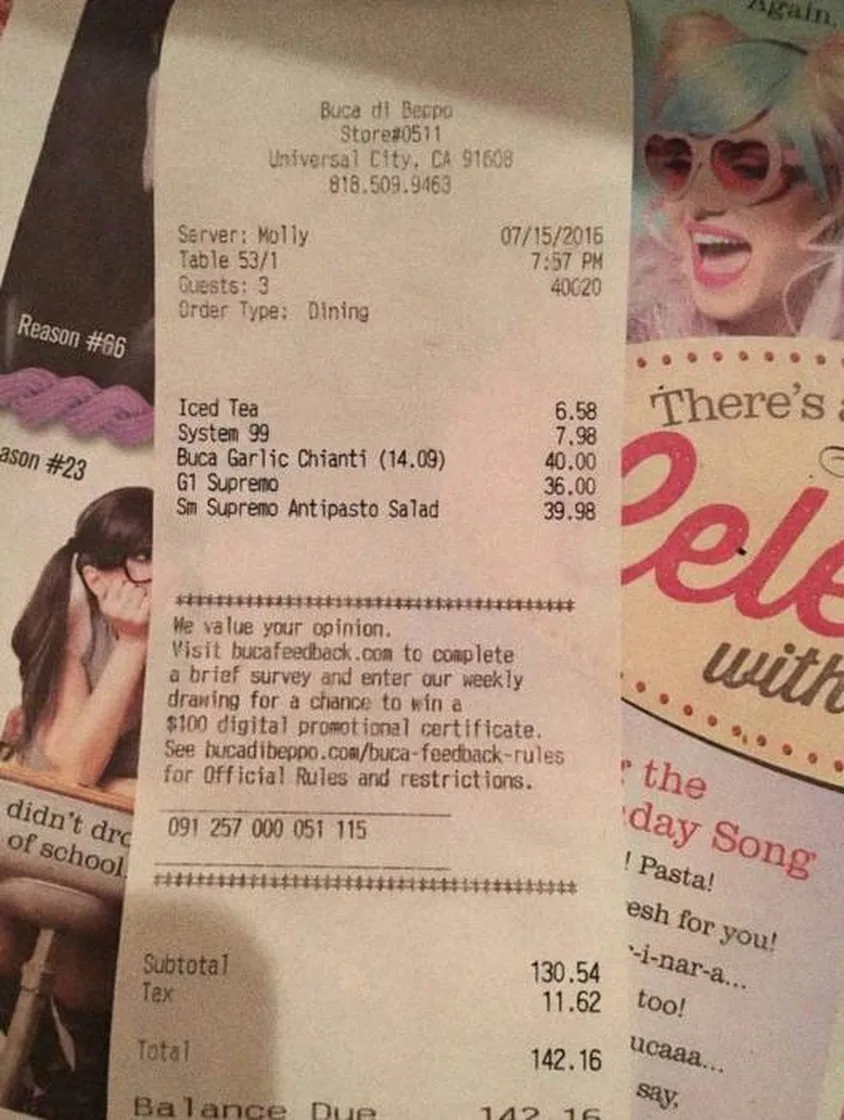 Again.
Buca di Beppo
Store#0511
Universal City, CA 91608
818.509.9463
Server: Molly 07/15/2016
Table 53/1 7:57 PM
Guests: 3 40020
Order Type: Dining
Reason #66
Iced Tea 6.58
System 99 7.98
Buca Garlic Chianti (14.09) 40.00
G1 Supremo 36.00
Sm Supremo Antipasto Salad 39.98
There's a
ason #23
Cele
with
****************************************
We value your opinion.
Visit bucafeedback.com to complete
a brief survey and enter our weekly
drawing for a chance to win a
$100 digital promotional certificate.
See bucadibeppo.com/buca-feedback-rules
for Official Rules and restrictions.
091 257 000 051 115
****************************************
didn't dro
of school.
r the
day Song
! Pasta!
esh for you!
r-i-nar-a...
too!
ucaaa...
say,
Subtotal 130.54
Tax 11.62
Total 142.16
Balance Due 142.16